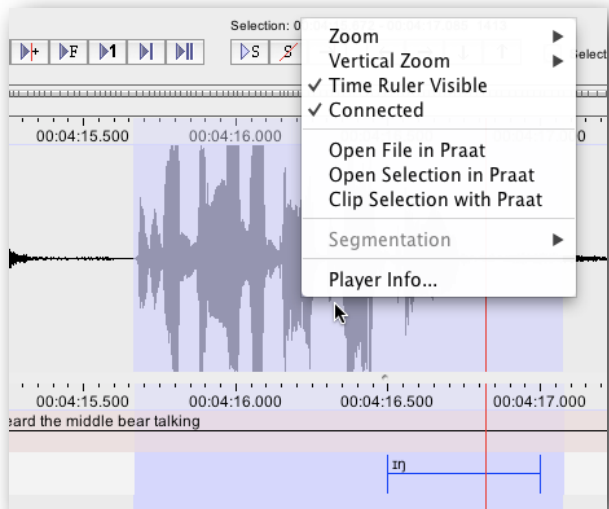 Selection: 0
S
S
F
1
Select
Zoom
Vertical Zoom
✓ Time Ruler Visible
✓ Connected
Open File in Praat
Open Selection in Praat
Clip Selection with Praat
Segmentation
Player Info...
00:04:15.500 00:04:16.000
00:04:15.500 00:04:16.000 00:04:16.500 00:04:17.000
eard the middle bear talking
ɪŋ